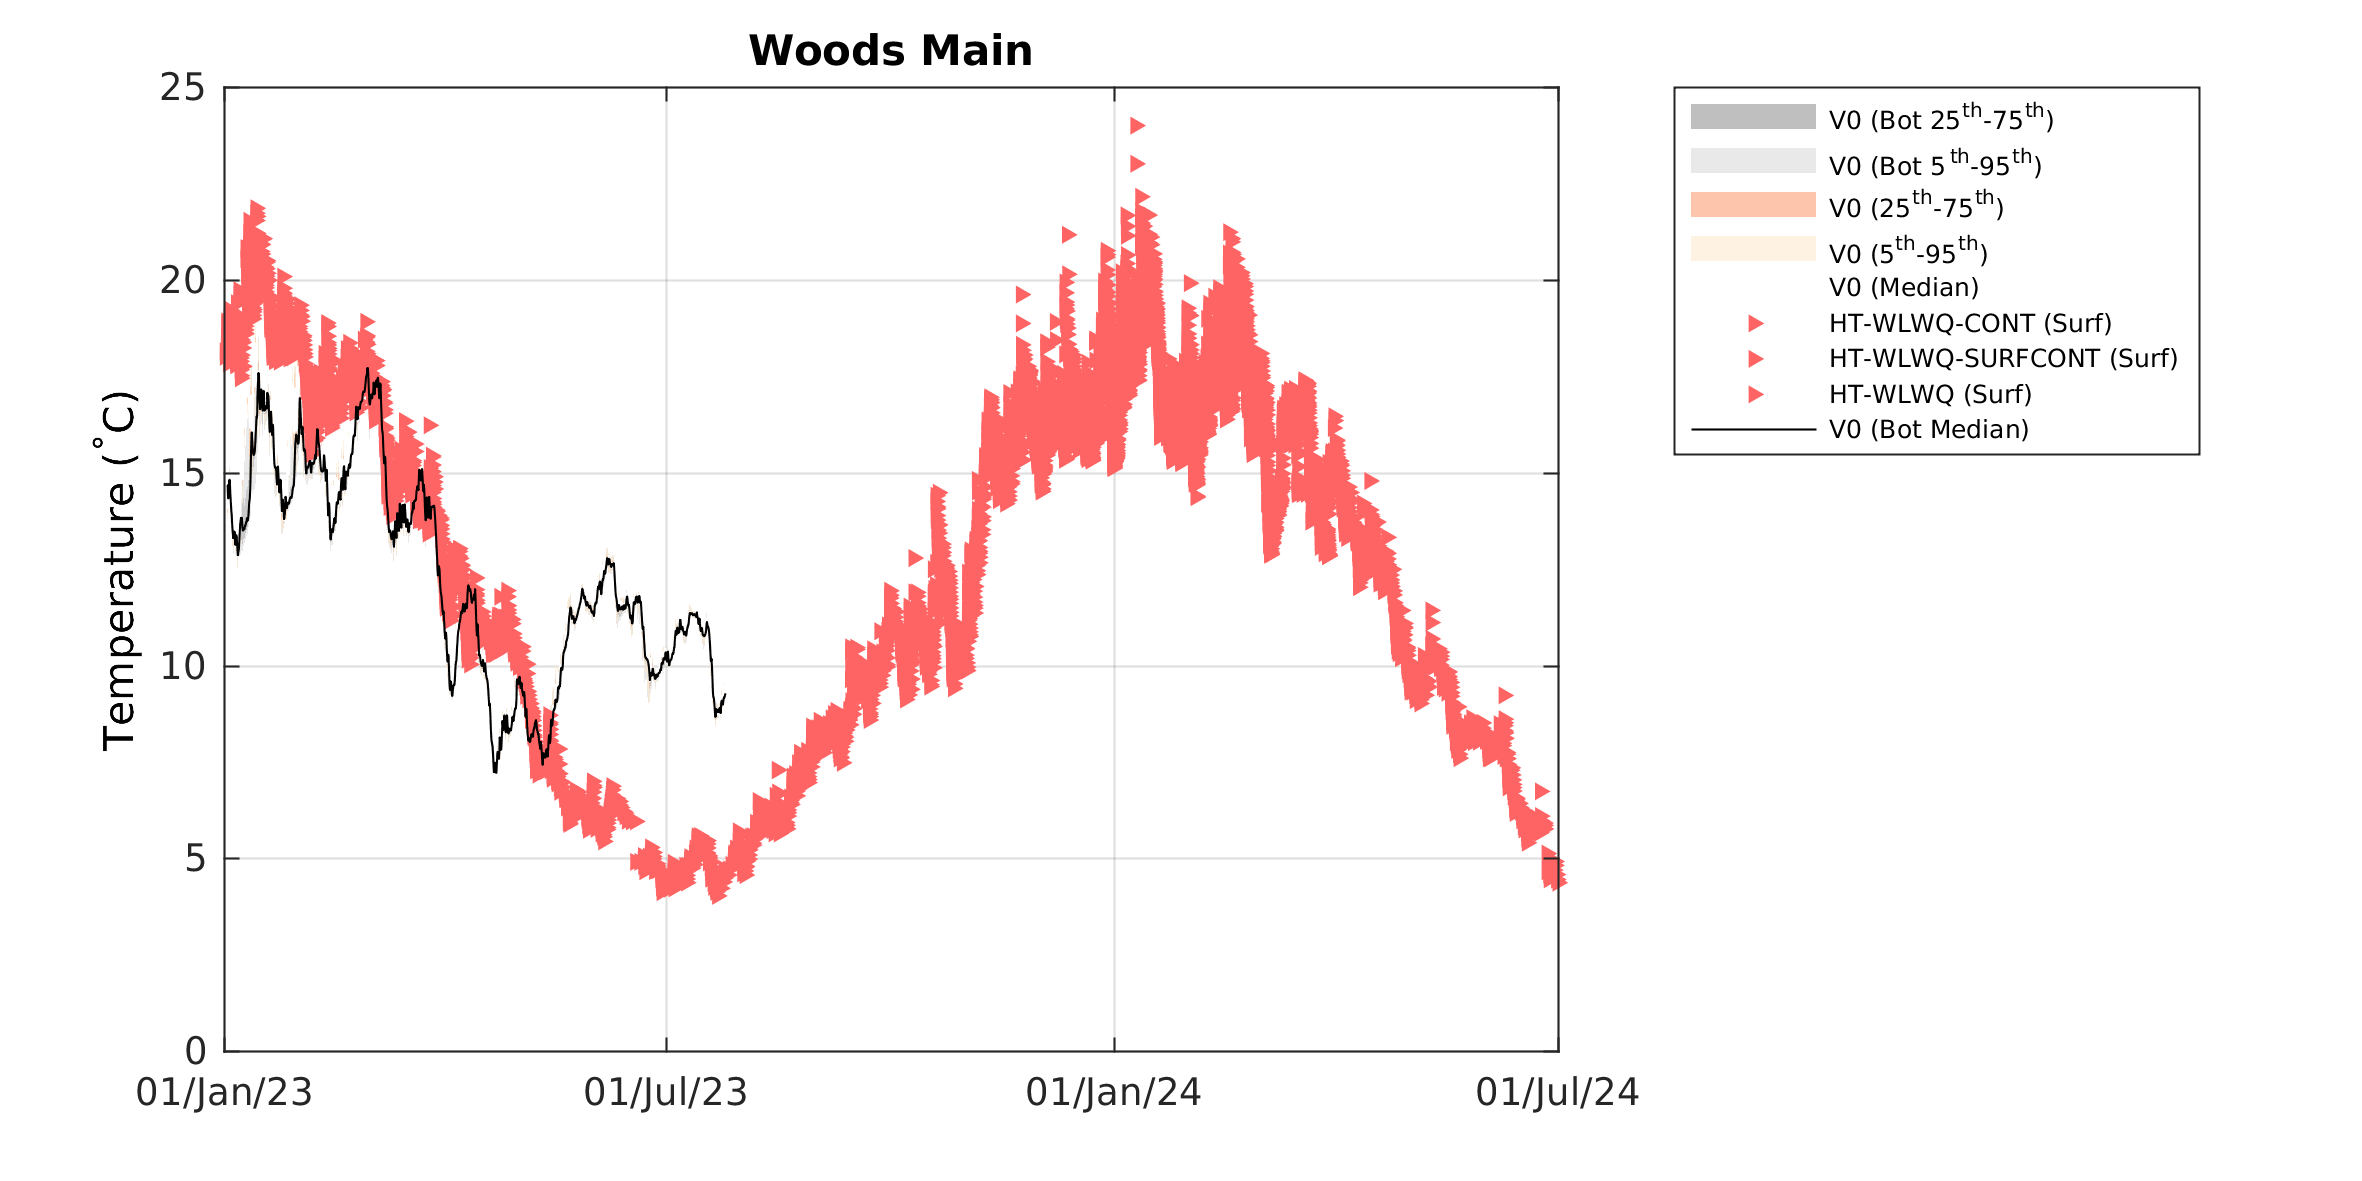 Woods Main
25
20
15
10
5
0
Temperature (°C)
01/Jan/23
01/Jul/23
01/Jan/24
01/Jul/24
V0 (Bot 25th-75th)
V0 (Bot 5th-95th)
V0 (25th-75th)
V0 (5th-95th)
V0 (Median)
HT-WLWQ-CONT (Surf)
HT-WLWQ-SURFCONT (Surf)
HT-WLWQ (Surf)
V0 (Bot Median)